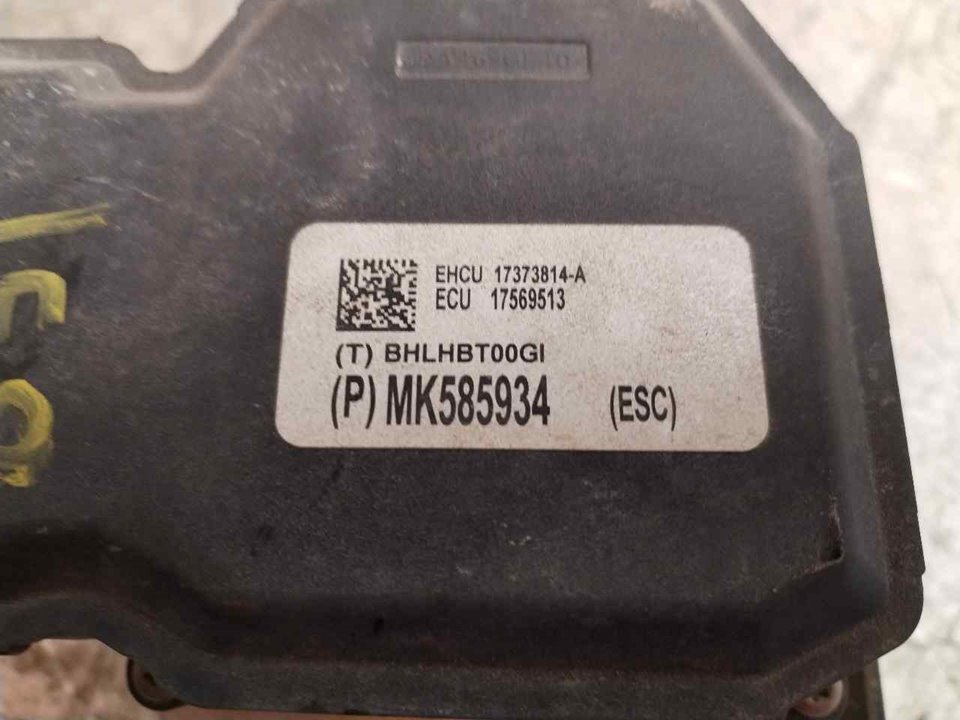 EHCU 17373814-A
ECU 17569513
(T) BHLHBT00GI
(P) MK585934 (ESC)